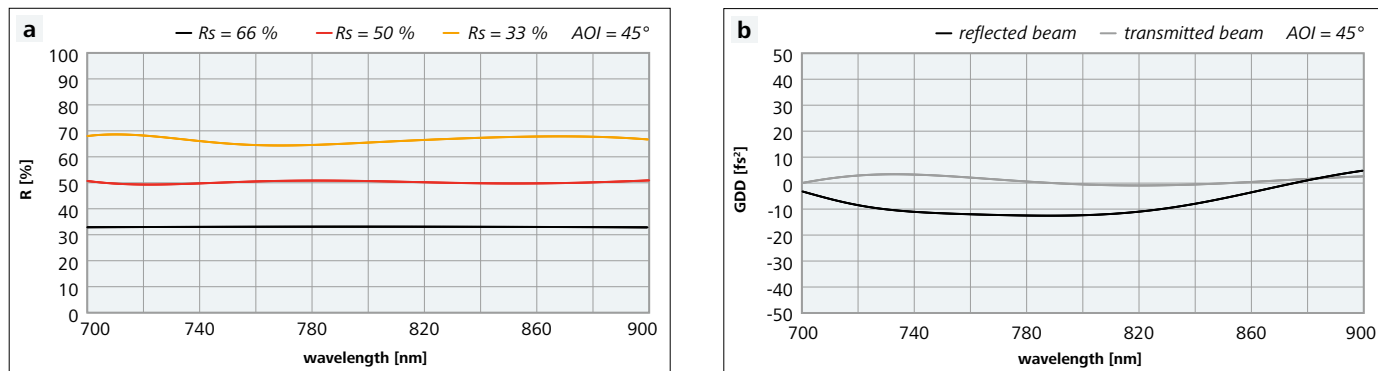 a
Rs = 66 % Rs = 50 % Rs = 33 % AOI = 45°
100
90
80
70
60
50
40
30
20
10
0
R [%]
700 740 780 820 860 900
wavelength [nm]
b
reflected beam transmitted beam AOI = 45°
50
40
30
20
10
0
-10
-20
-30
-40
-50
GDD [fs²]
700 740 780 820 860 900
wavelength [nm]